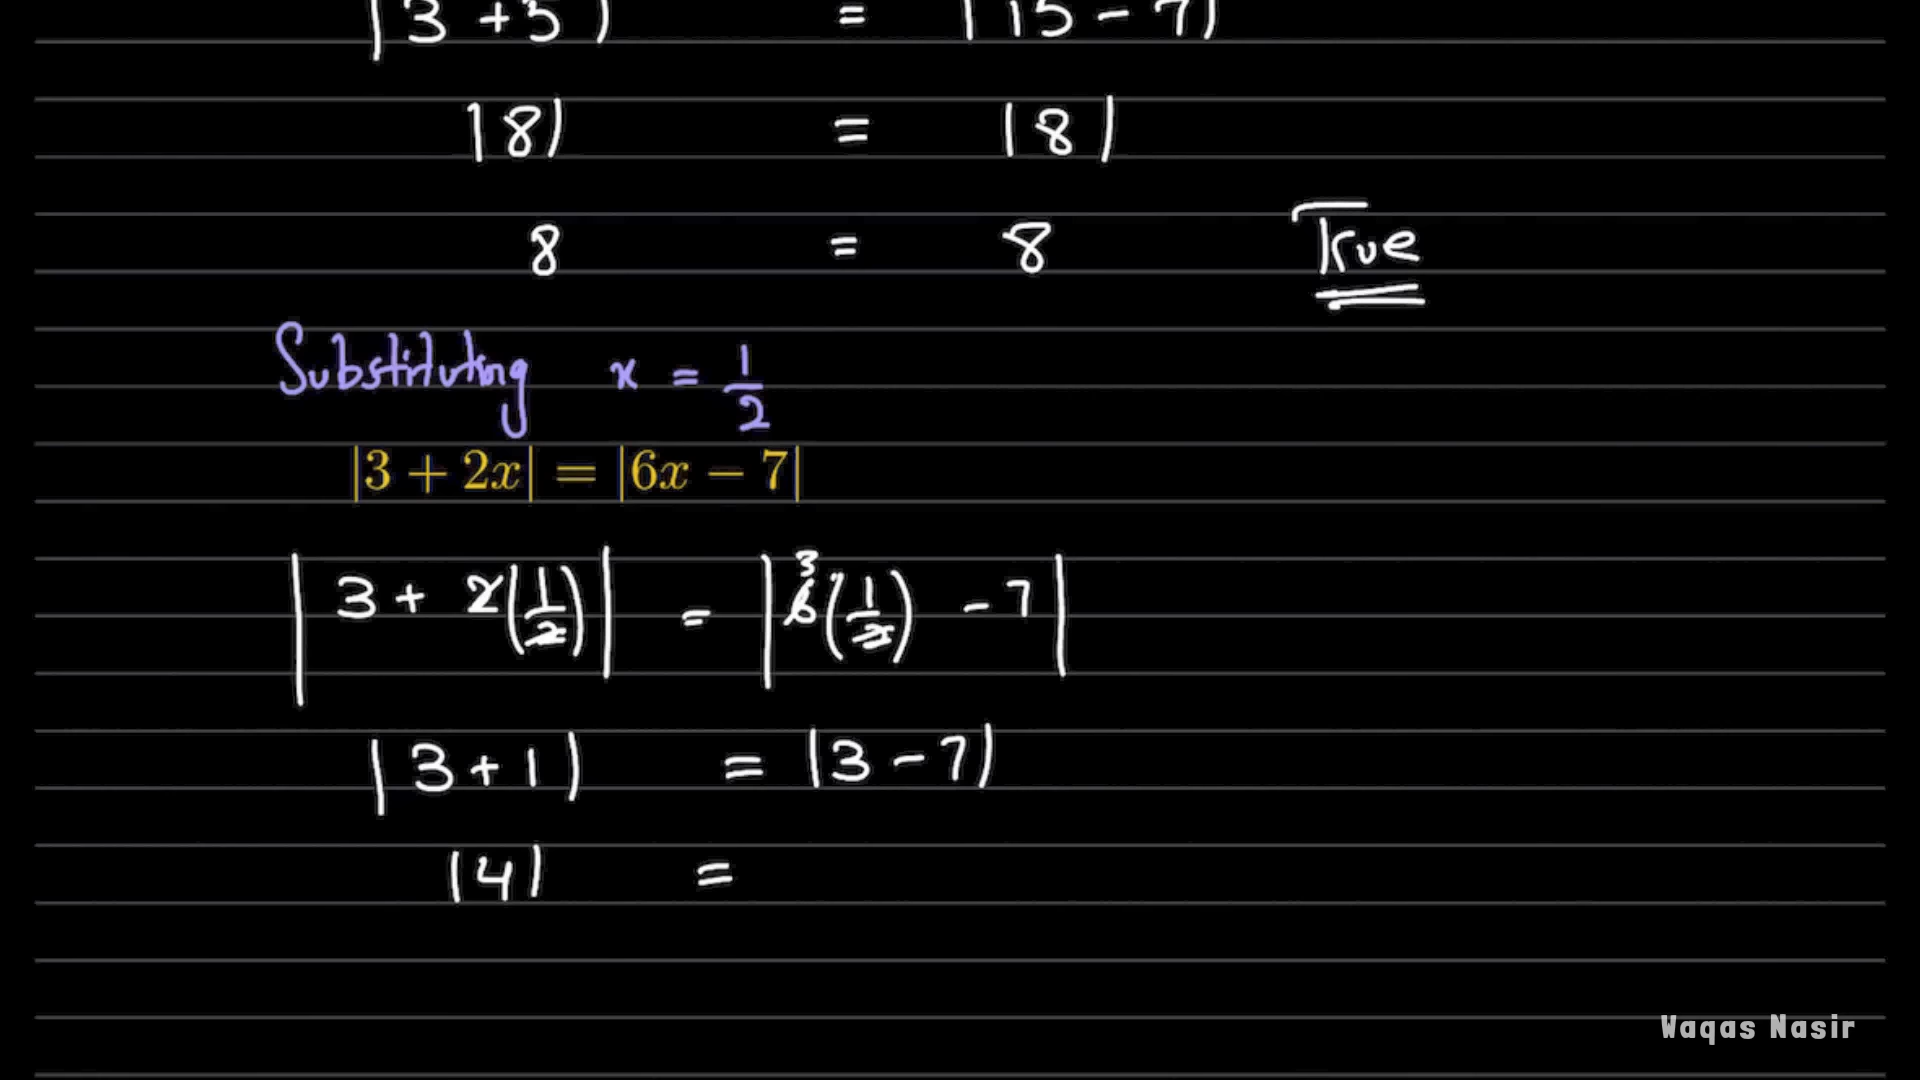 |3 + 5| = |15 - 7|
|8| = |8|
8 = 8 True
Substituting x = 1/2
|3 + 2x| = |6x − 7|
|3 + 2(1/2)| = |6(1/2) - 7| 3
|3 + 1| = |3 - 7|
|4| =
Waqas Nasir